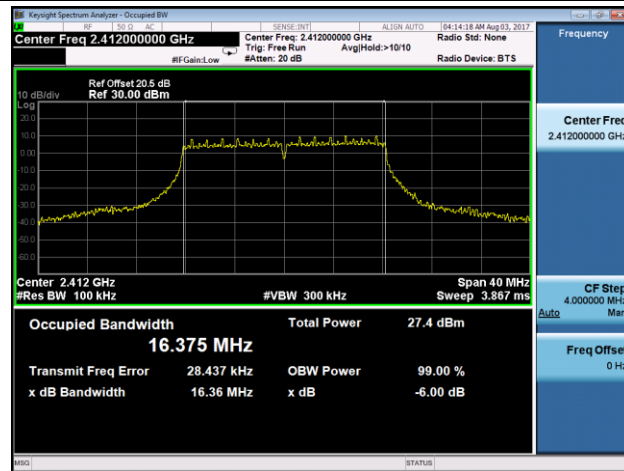 Keysight Spectrum Analyzer - Occupied BW
RF 50 Ω AC SENSE:INT ALIGN AUTO 04:14:18 AM Aug 03, 2017
Center Freq 2.412000000 GHz
Center Freq: 2.412000000 GHz
Radio Std: None
Trig: Free Run Avg|Hold:>10/10
#IFGain:Low #Atten: 20 dB Radio Device: BTS
Ref Offset 20.5 dB
10 dB/div Ref 30.00 dBm
Log
20.0
10.0
0.00
-10.0
-20.0
-30.0
-40.0
-50.0
-60.0
Center 2.412 GHz Span 40 MHz
#Res BW 100 kHz #VBW 300 kHz Sweep 3.867 ms
Occupied Bandwidth Total Power 27.4 dBm
16.375 MHz
Transmit Freq Error 28.437 kHz OBW Power 99.00 %
x dB Bandwidth 16.36 MHz x dB -6.00 dB
MSG STATUS
Frequency
Center Freq
2.412000000 GHz
CF Step
4.000000 MHz
Auto Man
Freq Offset
0 Hz